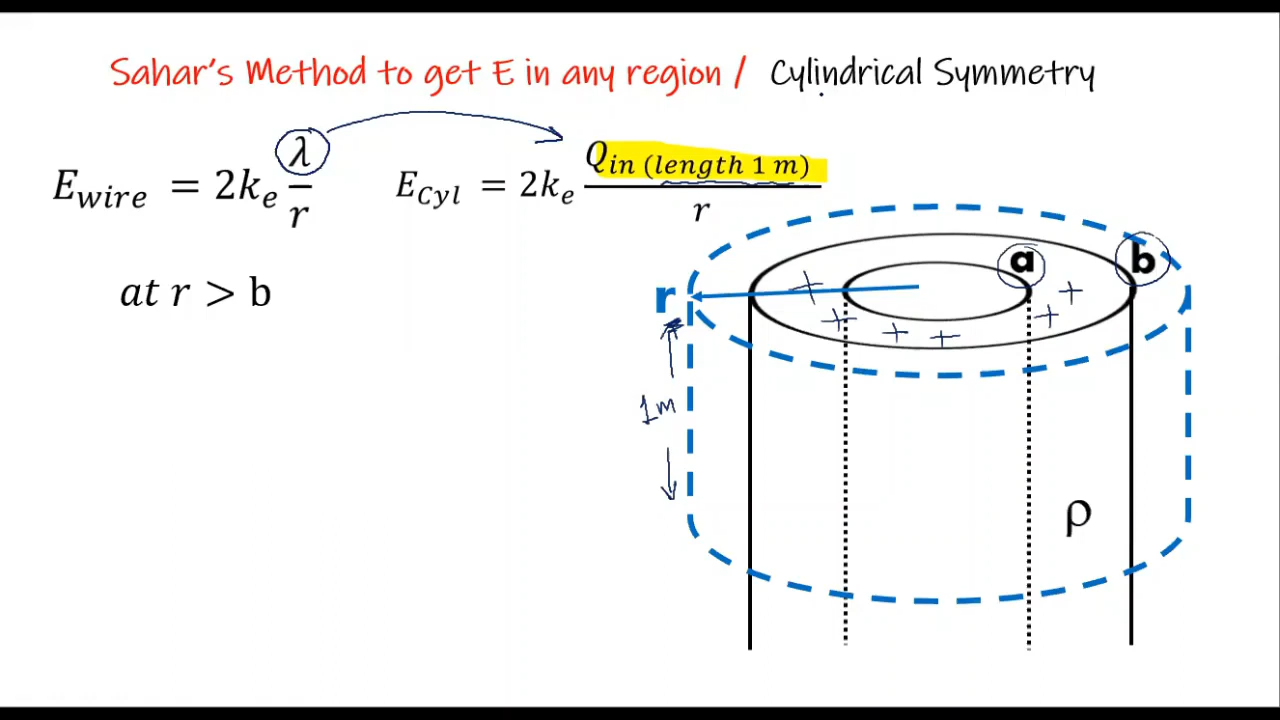 Sahar's Method to get E in any region / Cylindrical Symmetry
E_wire = 2k_e λ/r
E_Cyl = 2k_e Q_in (length 1 m)/r
at r > b
a
b
r
+ + + + + +
1m
ρ